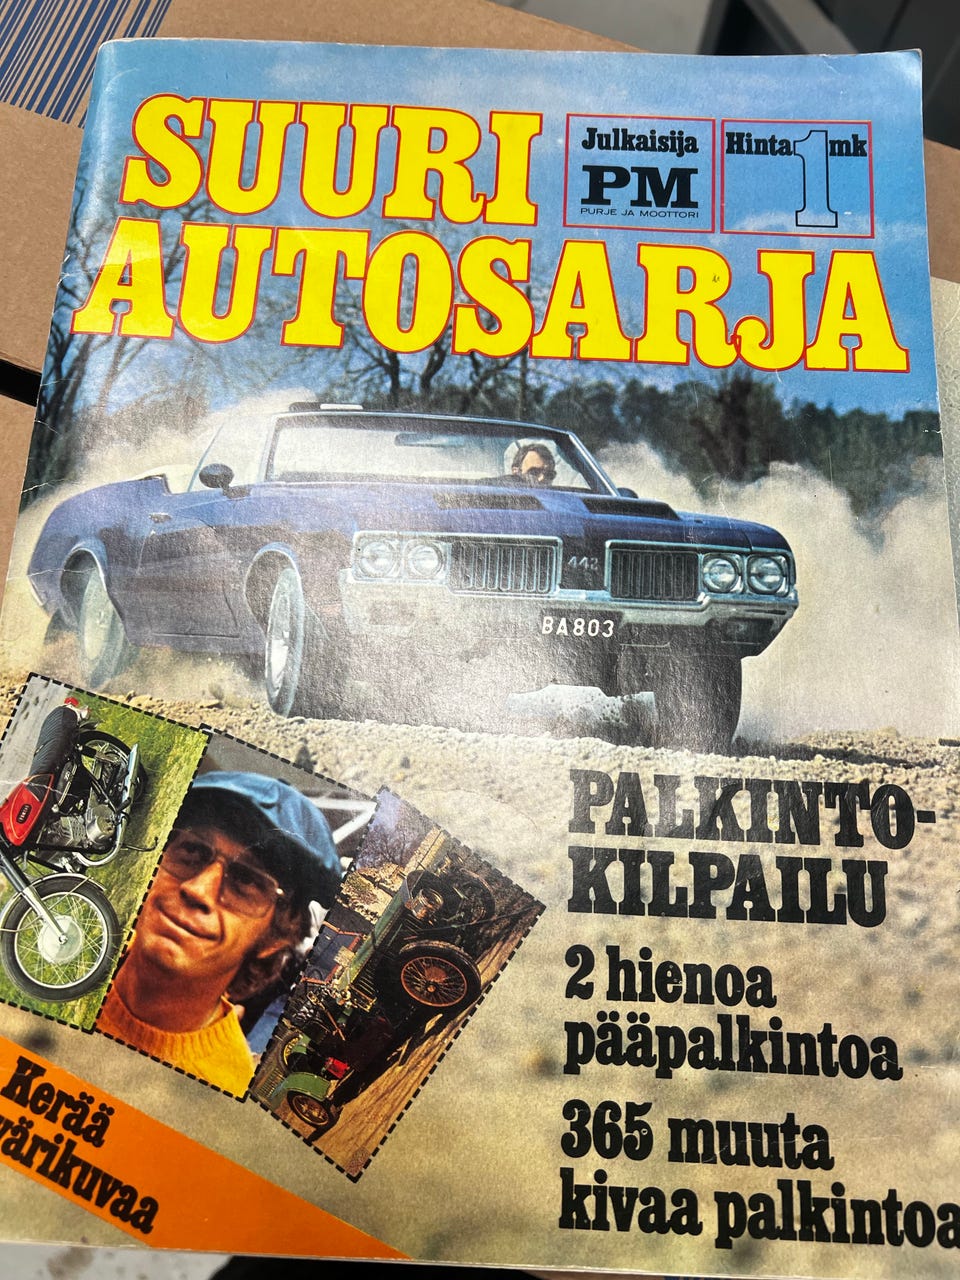 SUURI
AUTOSARJA
Julkaisija
PM
PURJE JA MOOTTORI
Hinta 1 mk
442
BA803
PALKINTO-
KILPAILU
2 hienoa
pääpalkintoa
365 muuta
kivaa palkintoa
Kerää
värikuvaa